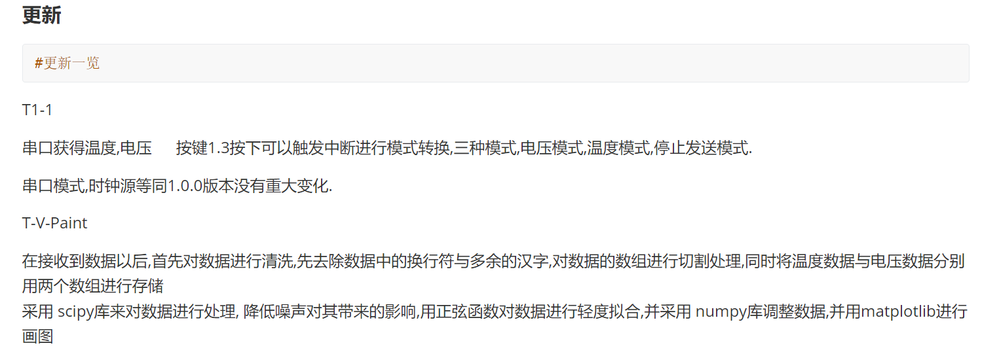 更新
#更新一览
T1-1
串口获得温度,电压 按键1.3按下可以触发中断进行模式转换,三种模式,电压模式,温度模式,停止发送模式.
串口模式,时钟源等同1.0.0版本没有重大变化.
T-V-Paint
在接收到数据以后,首先对数据进行清洗,先去除数据中的换行符与多余的汉字,对数据的数组进行切割处理,同时将温度数据与电压数据分别
用两个数组进行存储
采用 scipy库来对数据进行处理, 降低噪声对其带来的影响,用正弦函数对数据进行轻度拟合,并采用 numpy库调整数据,并用matplotlib进行
画图